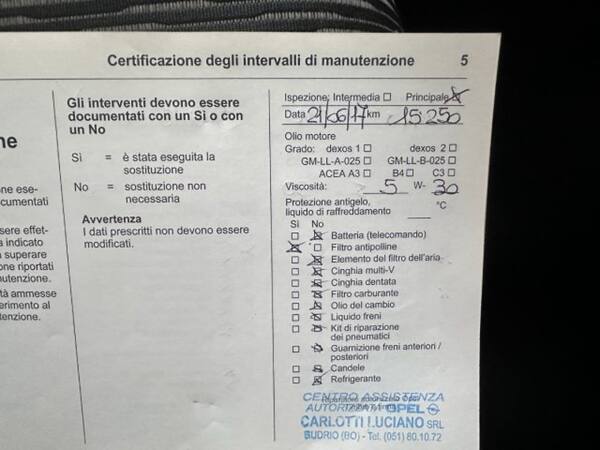 Certificazione degli intervalli di manutenzione 5
ne
ne ese-
cumentati
sere effet-
a indicato
a superare
one riportati
utenzione.
tà ammesse
erimento al
tenzione.
Gli interventi devono essere
documentati con un Sì o con
un No
Sì = è stata eseguita la
sostituzione
No = sostituzione non
necessaria
Avvertenza
I dati prescritti non devono essere
modificati.
Ispezione: Intermedia ☐ Principale ☒
Data 21/06/17 km 15250
Olio motore
Grado: dexos 1 ☐ dexos 2 ☐
GM-LL-A-025 ☐ GM-LL-B-025 ☐
ACEA A3 ☐ B4 ☐ C3 ☐
Viscosità: 5 W- 30
Protezione antigelo,
liquido di raffreddamento °C
Sì No
☐ ☒ Batteria (telecomando)
☒ ☐ Filtro antipolline
☐ ☒ Elemento del filtro dell'aria
☐ ☒ Cinghia multi-V
☐ ☒ Cinghia dentata
☐ ☒ Filtro carburante
☐ ☒ Olio del cambio
☐ ☒ Liquido freni
☐ ☒ Kit di riparazione
dei pneumatici
☐ ☒ Guarnizione freni anteriori /
posteriori
☐ ☒ Candele
☐ ☒ Refrigerante
CENTRO ASSISTENZA
AUTORIZZATA OPEL
CARLOTTI LUCIANO SRL
BUDRIO (BO) - Tel. (051) 80.10.72